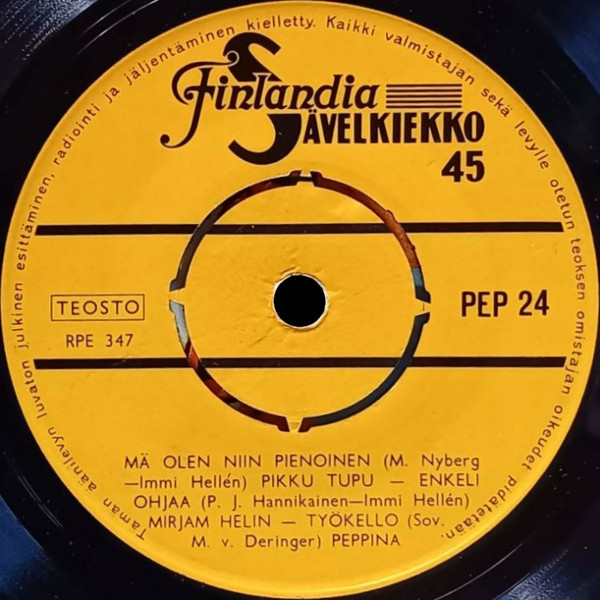 Kaikki valmistajan sekä levylle otetun teoksen omistajan oikeudet pidätetään.
Tämän äänilevyn luvaton julkinen esittäminen, radiointi ja jäljentäminen kielletty.
Finlandia
SÄVELKIEKKO
45
TEOSTO
RPE 347
PEP 24
MÄ OLEN NIIN PIENOINEN (M. Nyberg
—Immi Hellén) PIKKU TUPU — ENKELI
OHJAA (P. J. Hannikainen—Immi Hellén)
MIRJAM HELIN — TYÖKELLO (Sov.
M. v. Deringer) PEPPINA